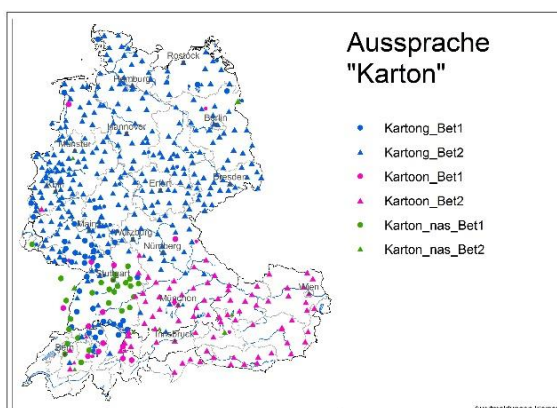 Aussprache
"Karton"
Kartong_Bet1
Kartong_Bet2
Kartoon_Bet1
Kartoon_Bet2
Karton_nas_Bet1
Karton_nas_Bet2
Rostock
Hamburg
Berlin
Hannover
Münster
Erfurt
Dresden
Mainz
Würzburg
Nürnberg
Stuttgart
Wien
München
Innsbruck
Bern